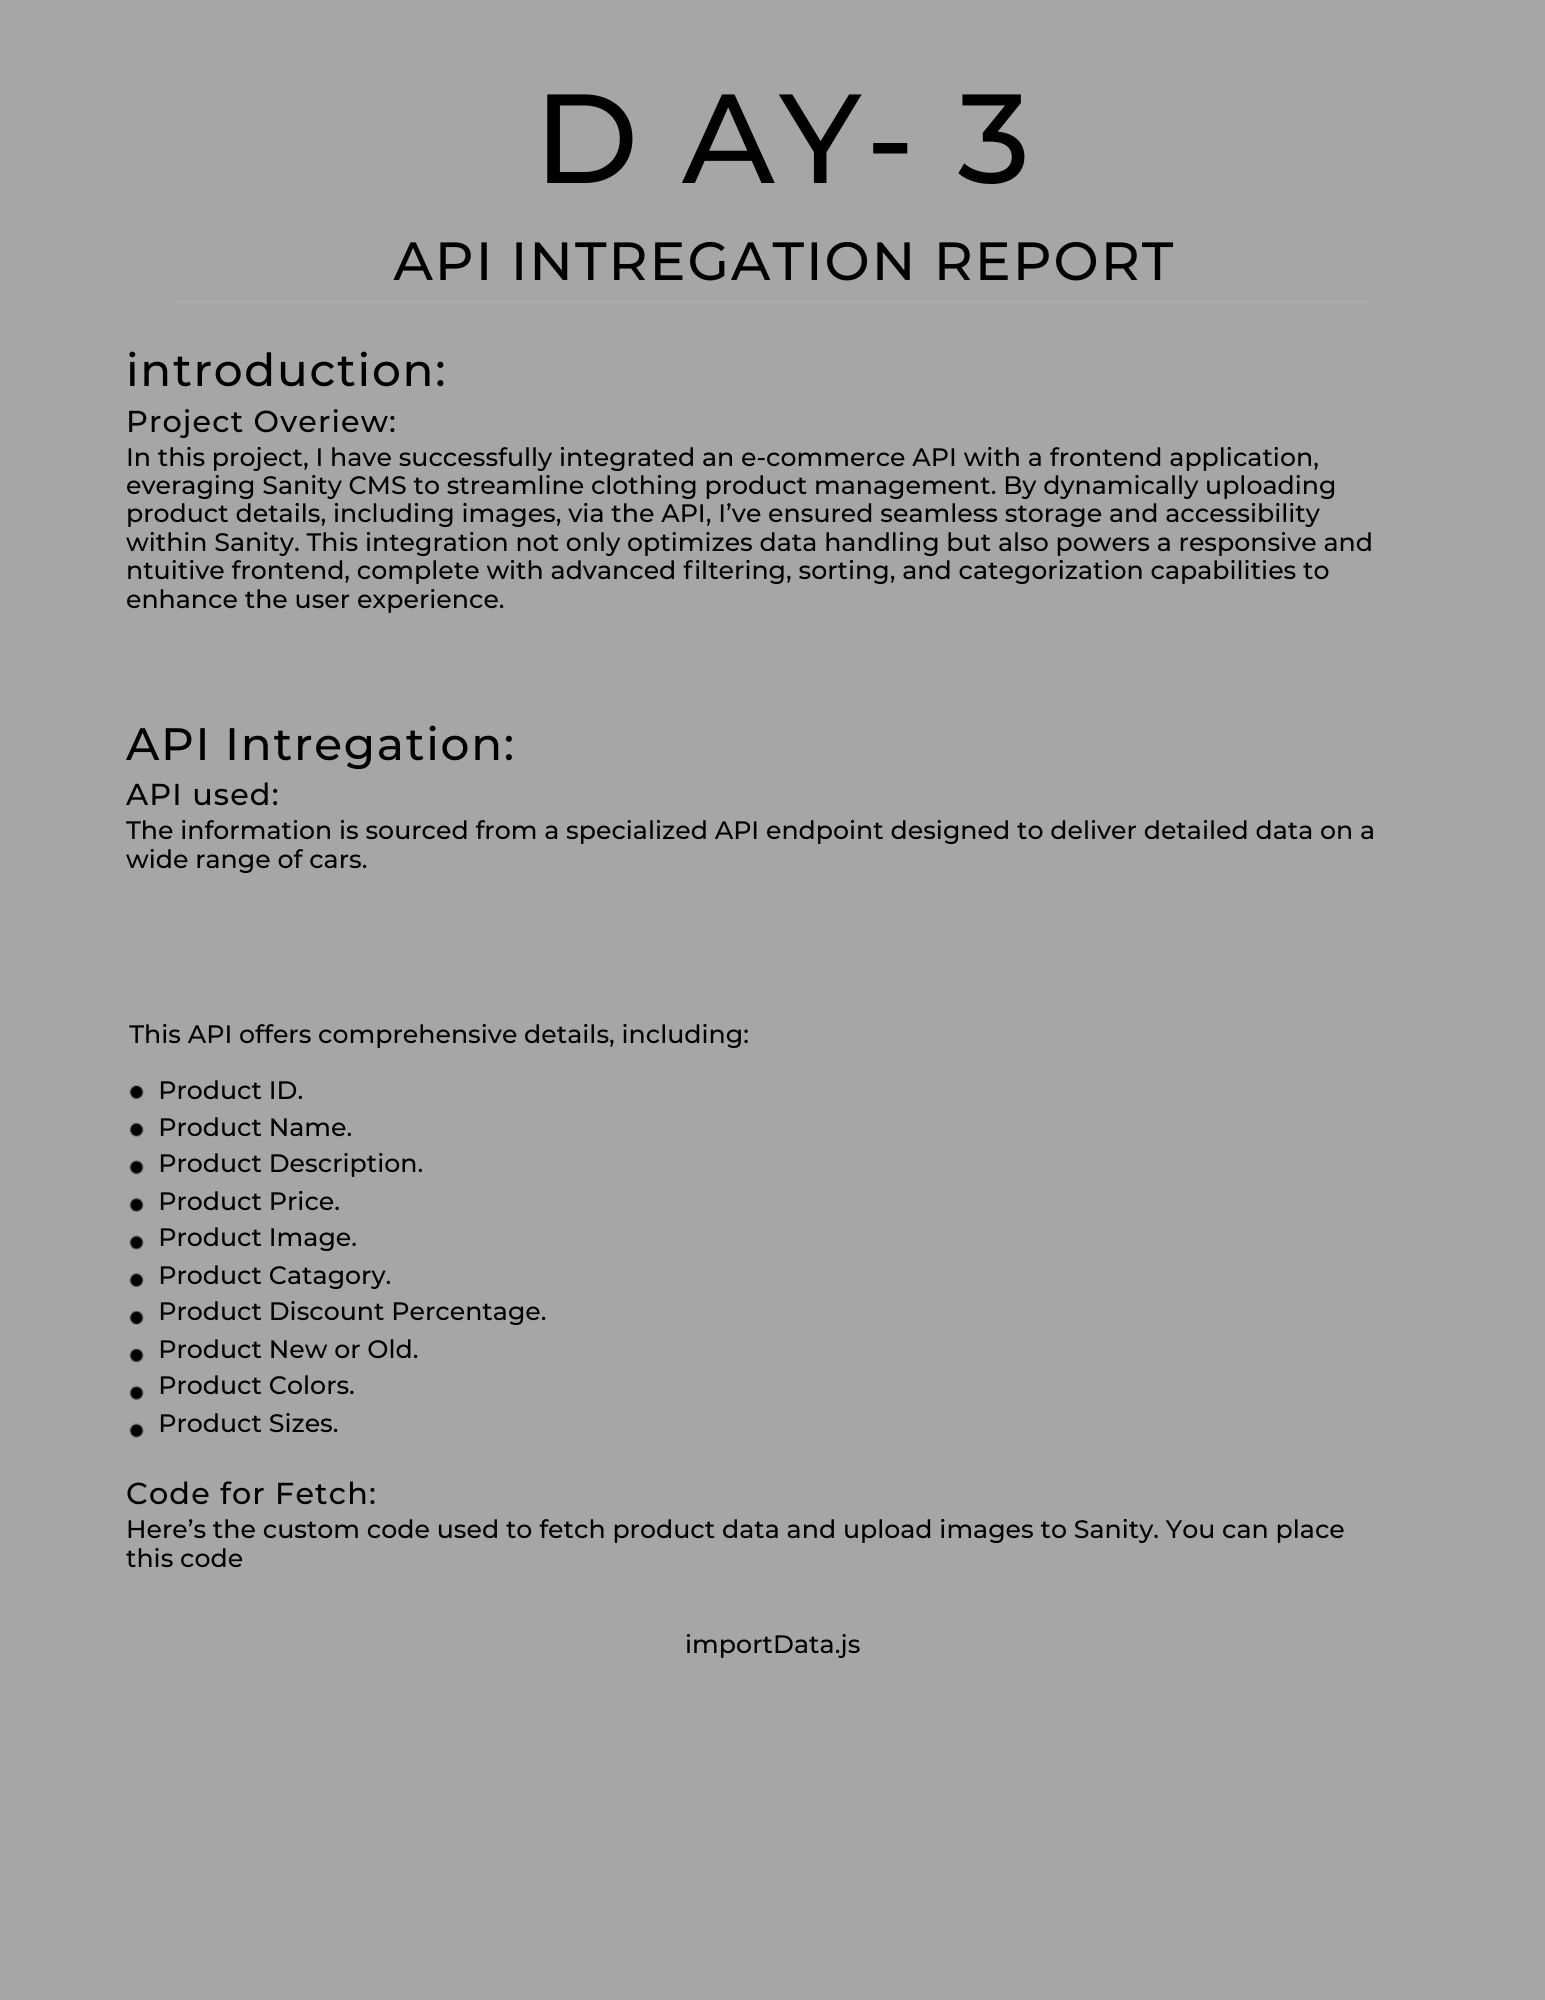 D AY- 3
API INTREGATION REPORT
introduction:
Project Overiew:
In this project, I have successfully integrated an e-commerce API with a frontend application,
everaging Sanity CMS to streamline clothing product management. By dynamically uploading
product details, including images, via the API, I’ve ensured seamless storage and accessibility
within Sanity. This integration not only optimizes data handling but also powers a responsive and
ntuitive frontend, complete with advanced filtering, sorting, and categorization capabilities to
enhance the user experience.
API Intregation:
API used:
The information is sourced from a specialized API endpoint designed to deliver detailed data on a
wide range of cars.
This API offers comprehensive details, including:
● Product ID.
● Product Name.
● Product Description.
● Product Price.
● Product Image.
● Product Catagory.
● Product Discount Percentage.
● Product New or Old.
● Product Colors.
● Product Sizes.
Code for Fetch:
Here’s the custom code used to fetch product data and upload images to Sanity. You can place
this code
importData.js